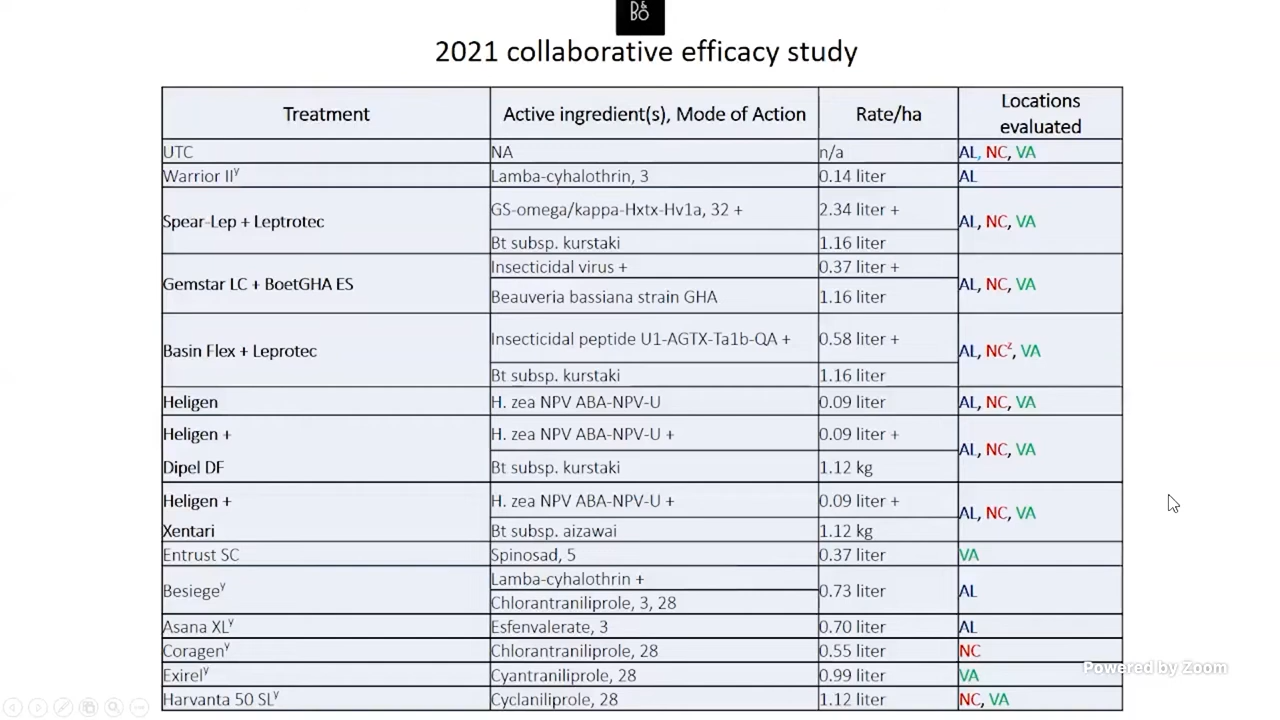 B&
BO
2021 collaborative efficacy study
Treatment Active ingredient(s), Mode of Action Rate/ha Locations
evaluated
UTC NA n/a AL, NC, VA
Warrior IIʸ Lamba-cyhalothrin, 3 0.14 liter AL
Spear-Lep + Leptrotec GS-omega/kappa-Hxtx-Hv1a, 32 + 2.34 liter + AL, NC, VA
Bt subsp. kurstaki 1.16 liter
Gemstar LC + BoetGHA ES Insecticidal virus + 0.37 liter + AL, NC, VA
Beauveria bassiana strain GHA 1.16 liter
Basin Flex + Leprotec Insecticidal peptide U1-AGTX-Ta1b-QA + 0.58 liter + AL, NCᶻ, VA
Bt subsp. kurstaki 1.16 liter
Heligen H. zea NPV ABA-NPV-U 0.09 liter AL, NC, VA
Heligen + H. zea NPV ABA-NPV-U + 0.09 liter + AL, NC, VA
Dipel DF Bt subsp. kurstaki 1.12 kg
Heligen + H. zea NPV ABA-NPV-U + 0.09 liter + AL, NC, VA
Xentari Bt subsp. aizawai 1.12 kg
Entrust SC Spinosad, 5 0.37 liter VA
Besiegeʸ Lamba-cyhalothrin + 0.73 liter AL
Chlorantraniliprole, 3, 28
Asana XLʸ Esfenvalerate, 3 0.70 liter AL
Coragenʸ Chlorantraniliprole, 28 0.55 liter NC
Exirelʸ Cyantraniliprole, 28 0.99 liter VA
Harvanta 50 SLʸ Cyclaniliprole, 28 1.12 liter NC, VA
Powered by Zoom